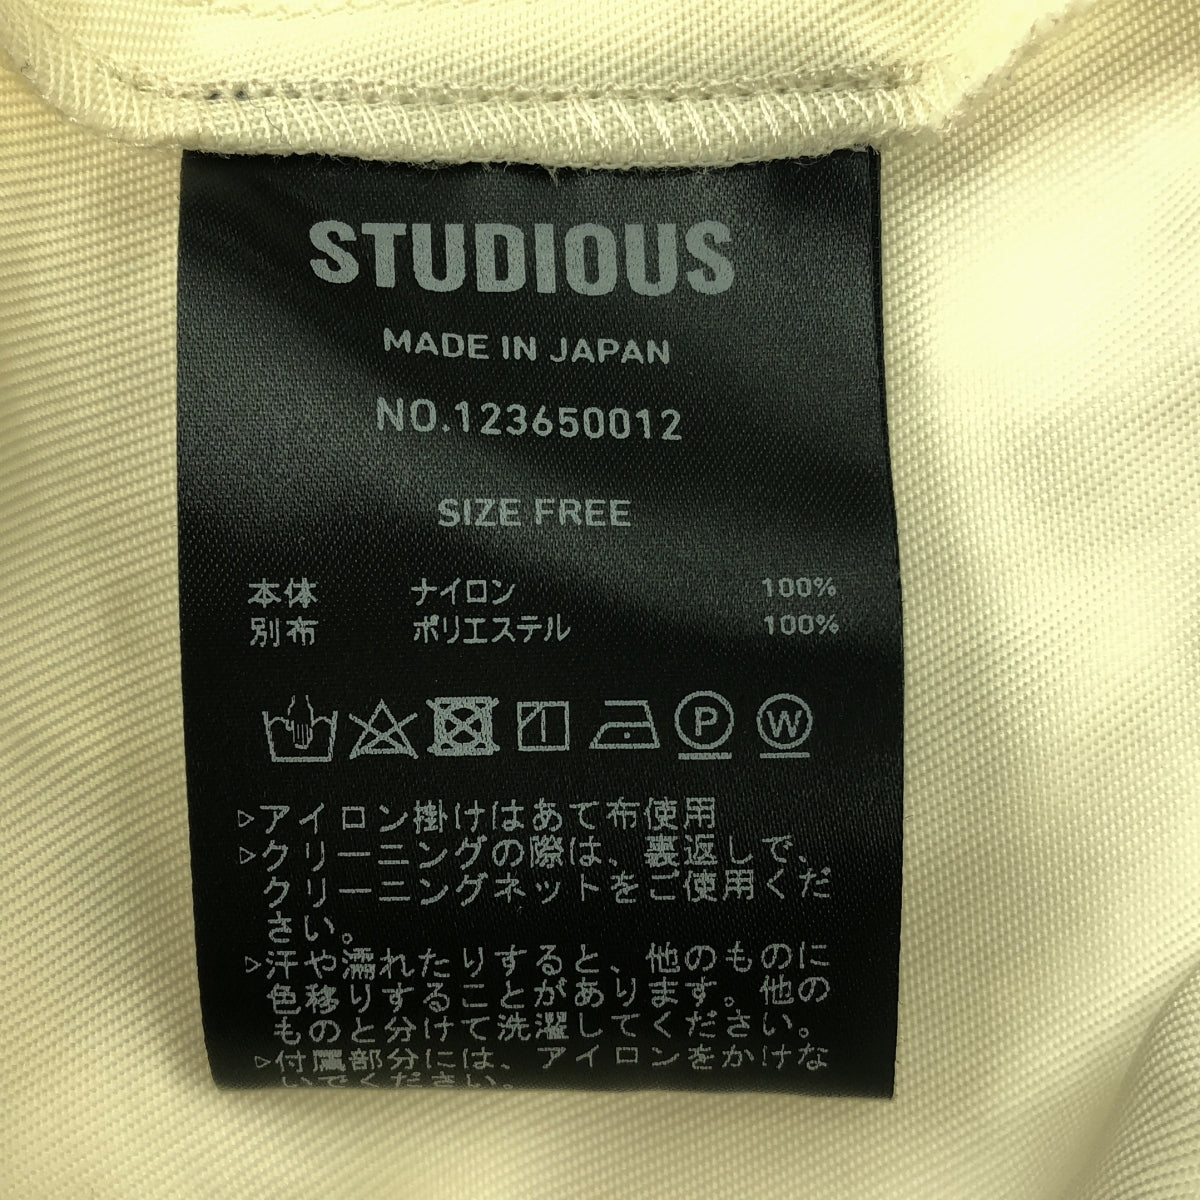 STUDIOUS
MADE IN JAPAN
NO.123650012
SIZE FREE
本体 ナイロン 100%
別布 ポリエステル 100%
P W
▷アイロン掛けはあて布使用
▷クリーニングの際は、裏返しで、
クリーニングネットをご使用くだ
さい。
▷汗や濡れたりすると、他のものに
色移りすることがあります。他の
ものと分けて洗濯してください。
▷付属部分には、アイロンをかけな
いでください。